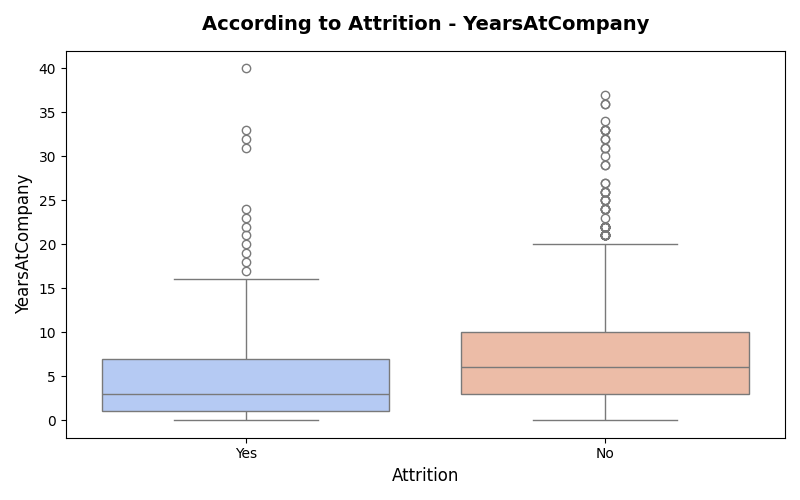 According to Attrition - YearsAtCompany
YearsAtCompany
40
35
30
25
20
15
10
5
0
Yes
No
Attrition